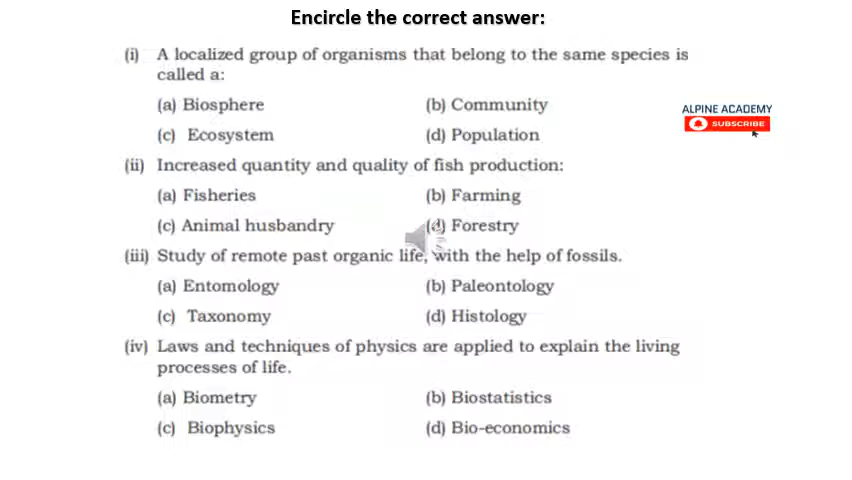 Encircle the correct answer:
(i) A localized group of organisms that belong to the same species is
called a:
(a) Biosphere (b) Community
(c) Ecosystem (d) Population
ALPINE ACADEMY
SUBSCRIBE
(ii) Increased quantity and quality of fish production:
(a) Fisheries (b) Farming
(c) Animal husbandry (d) Forestry
(iii) Study of remote past organic life, with the help of fossils.
(a) Entomology (b) Paleontology
(c) Taxonomy (d) Histology
(iv) Laws and techniques of physics are applied to explain the living
processes of life.
(a) Biometry (b) Biostatistics
(c) Biophysics (d) Bio-economics